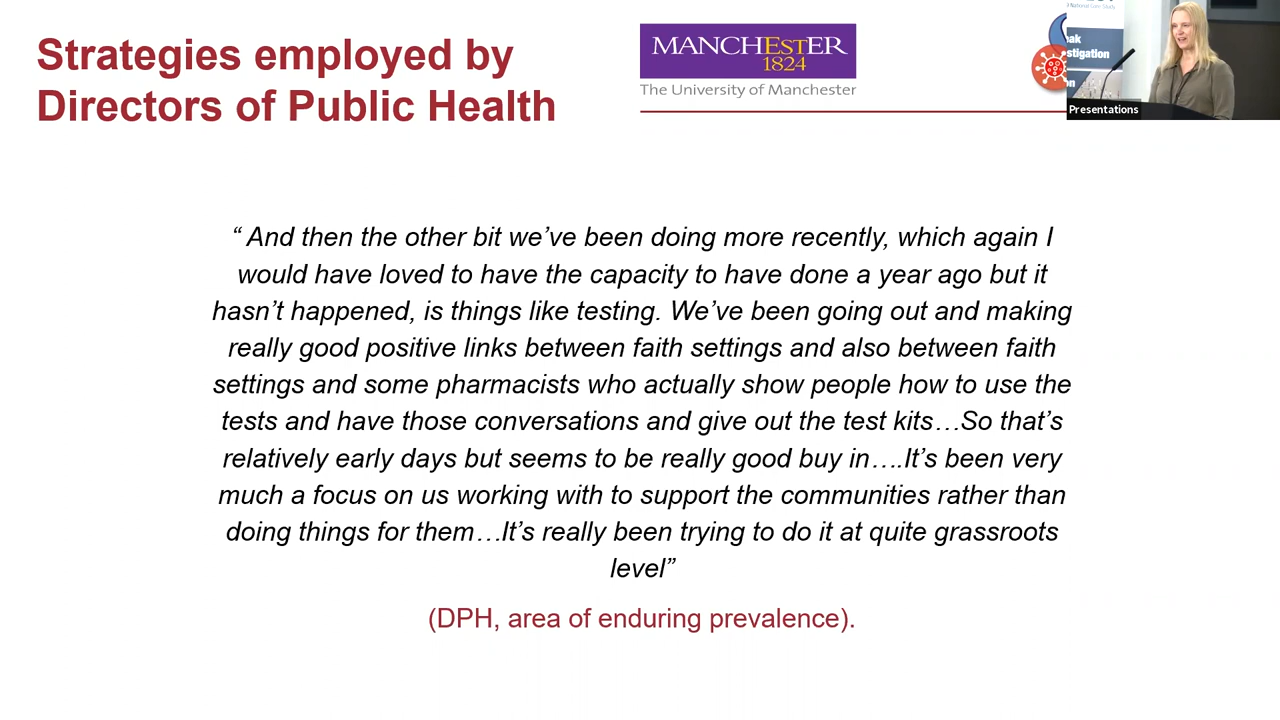 Strategies employed by
Directors of Public Health
MANCHESTER
1824
The University of Manchester
National Core Study
eak
estigation
on
Presentations
“ And then the other bit we’ve been doing more recently, which again I
would have loved to have the capacity to have done a year ago but it
hasn’t happened, is things like testing. We’ve been going out and making
really good positive links between faith settings and also between faith
settings and some pharmacists who actually show people how to use the
tests and have those conversations and give out the test kits…So that’s
relatively early days but seems to be really good buy in….It’s been very
much a focus on us working with to support the communities rather than
doing things for them…It’s really been trying to do it at quite grassroots
level”
(DPH, area of enduring prevalence).